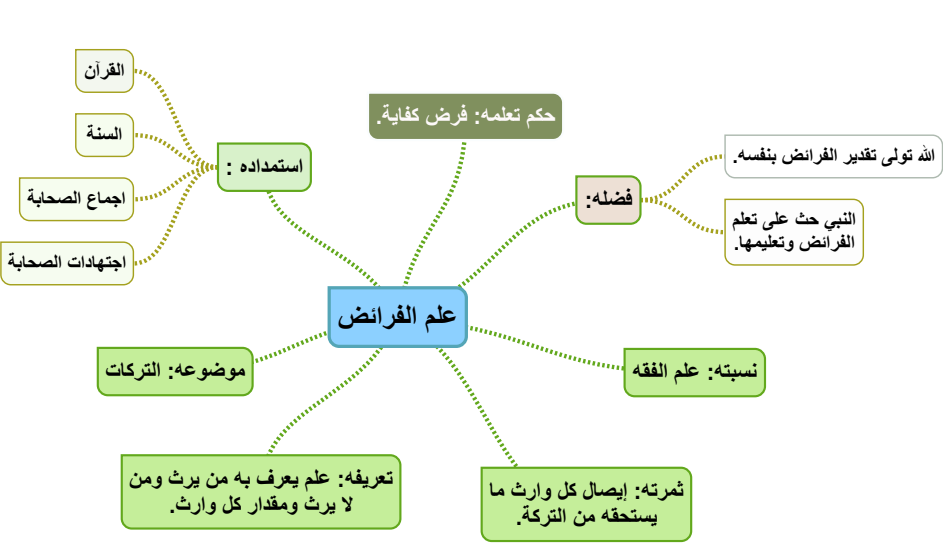 علم الفرائض
حكم تعلمه: فرض كفاية.
فضله:
الله تولى تقدير الفرائض بنفسه.
النبي حث على تعلم
الفرائض وتعليمها.
نسبته: علم الفقه
ثمرته: إيصال كل وارث ما
يستحقه من التركة.
تعريفه: علم يعرف به من يرث ومن
لا يرث ومقدار كل وارث.
موضوعه: التركات
استمداده :
القرآن
السنة
اجماع الصحابة
اجتهادات الصحابة